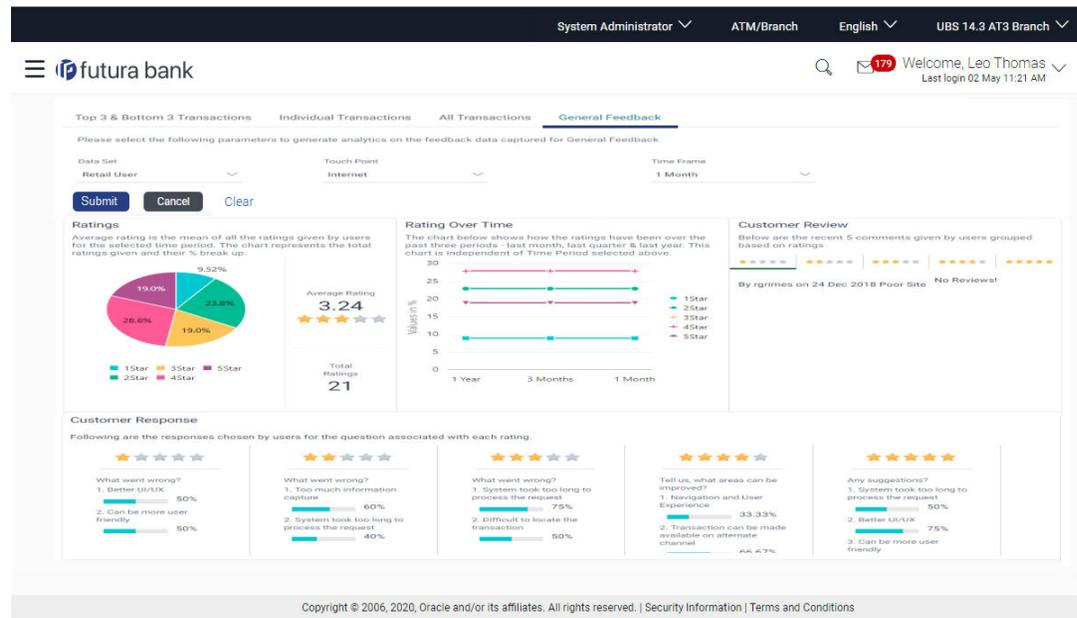 System Administrator ATM/Branch English UBS 14.3 AT3 Branch
futura bank
179
Welcome, Leo Thomas
Last login 02 May 11:21 AM
Top 3 & Bottom 3 Transactions Individual Transactions All Transactions General Feedback
Please select the following parameters to generate analytics on the feedback data captured for General Feedback
Data Set Touch Point Time Frame
Retail User Internet 1 Month
Submit Cancel Clear
Ratings
Average rating is the mean of all the ratings given by users
for the selected time period. The chart represents the total
ratings given and their % break up.
9.52%
23.8%
19.0%
28.6%
19.0%
1Star 3Star 5Star
2Star 4Star
Average Rating
3.24
Total
Ratings
21
Rating Over Time
The chart below shows how the ratings have been over the
past three periods - last month, last quarter & last year. This
chart is independent of Time Period selected above.
Values in %
30
25
20
15
10
5
0
1 Year 3 Months 1 Month
1Star
2Star
3Star
4Star
5Star
Customer Review
Below are the recent 5 comments given by users grouped
based on ratings
By rgrimes on 24 Dec 2018 Poor Site No Reviews!
Customer Response
Following are the responses chosen by users for the question associated with each rating.
What went wrong?
1. Better UI/UX
50%
2. Can be more user
friendly
50%
What went wrong?
1. Too much information
capture
60%
2. System took too long to
process the request
40%
What went wrong?
1. System took too long to
process the request
75%
2. Difficult to locate the
transaction
50%
Tell us, what areas can be
improved?
1. Navigation and User
Experience
33.33%
2. Transaction can be made
available on alternate
channel
66.67%
Any suggestions?
1. System took too long to
process the request
50%
2. Better UI/UX
75%
3. Can be more user
friendly
Copyright © 2006, 2020, Oracle and/or its affiliates. All rights reserved. | Security Information | Terms and Conditions